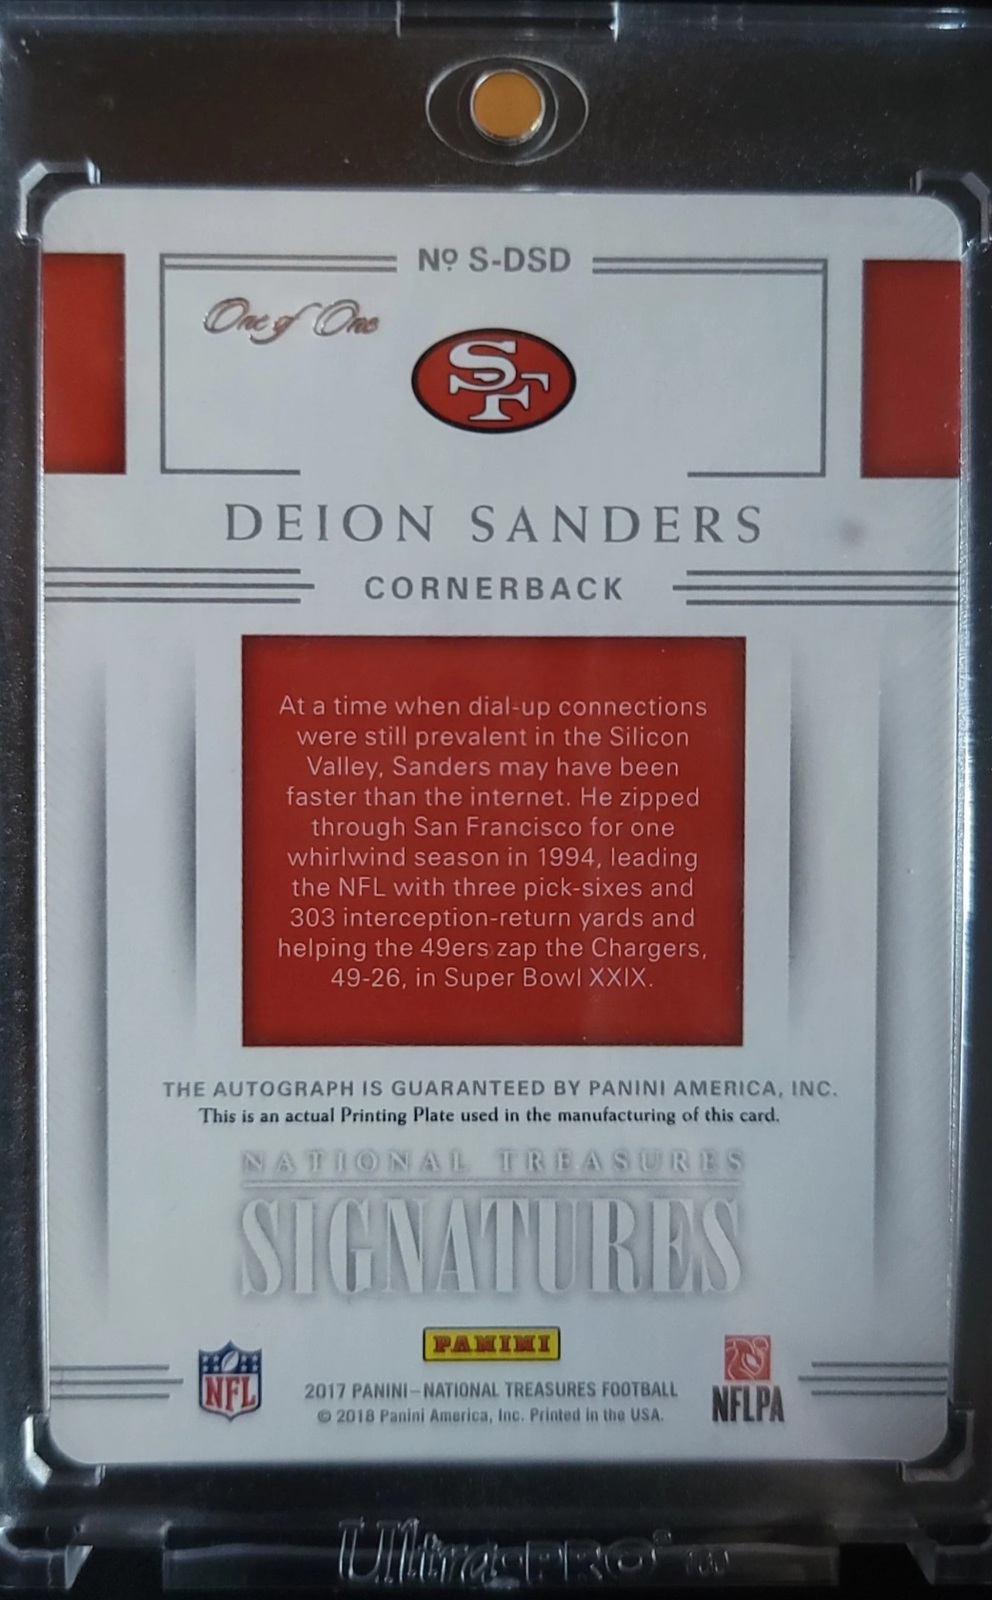 Nº S-DSD
One of One
SF
DEION SANDERS
CORNERBACK
At a time when dial-up connections
were still prevalent in the Silicon
Valley, Sanders may have been
faster than the internet. He zipped
through San Francisco for one
whirlwind season in 1994, leading
the NFL with three pick-sixes and
303 interception-return yards and
helping the 49ers zap the Chargers,
49-26, in Super Bowl XXIX.
THE AUTOGRAPH IS GUARANTEED BY PANINI AMERICA, INC.
This is an actual Printing Plate used in the manufacturing of this card.
NATIONAL TREASURES
SIGNATURES
PANINI
NFL
2017 PANINI–NATIONAL TREASURES FOOTBALL
© 2018 Panini America, Inc. Printed in the USA.
NFLPA
Ultra•PRO®